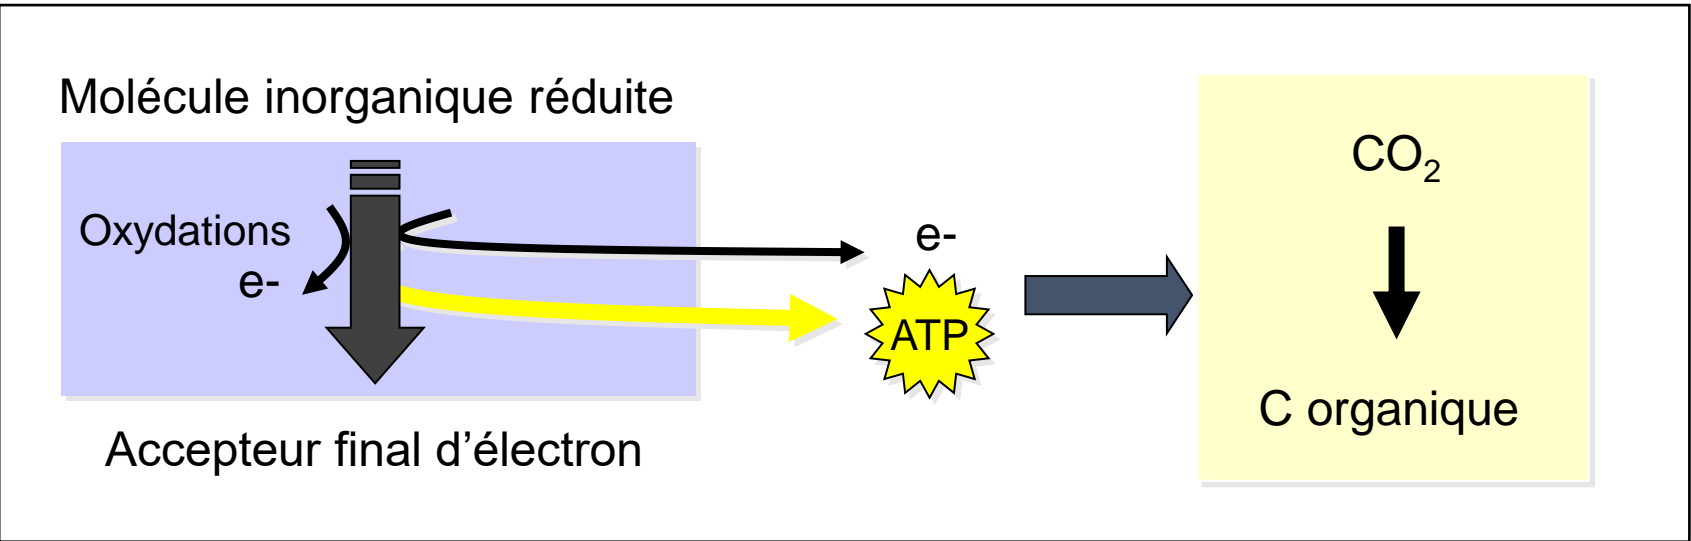 Molécule inorganique réduite
Oxydations
e-
Accepteur final d’électron
e-
ATP
CO₂
C organique